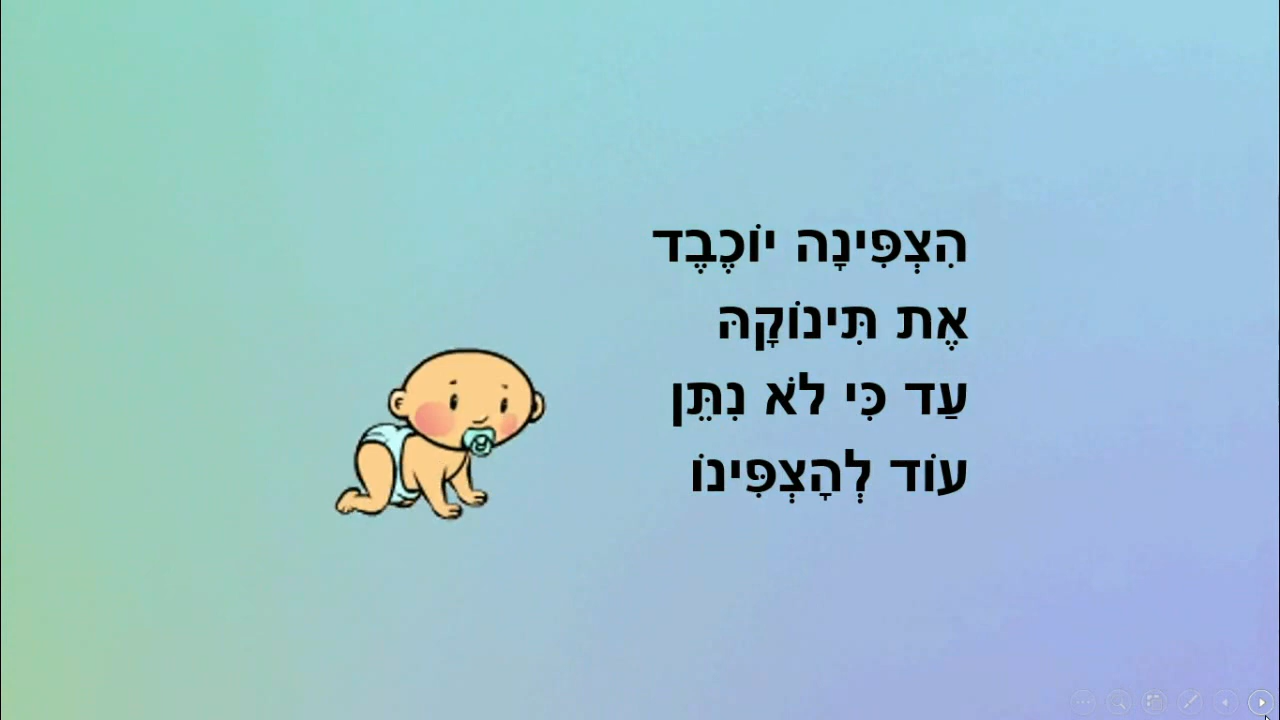 הִצְפִּינָה יוֹכֶבֶד
אֶת תִּינוֹקָהּ
עַד כִּי לֹא נִתֵּן
עוֹד לְהָצְפִּינוֹ